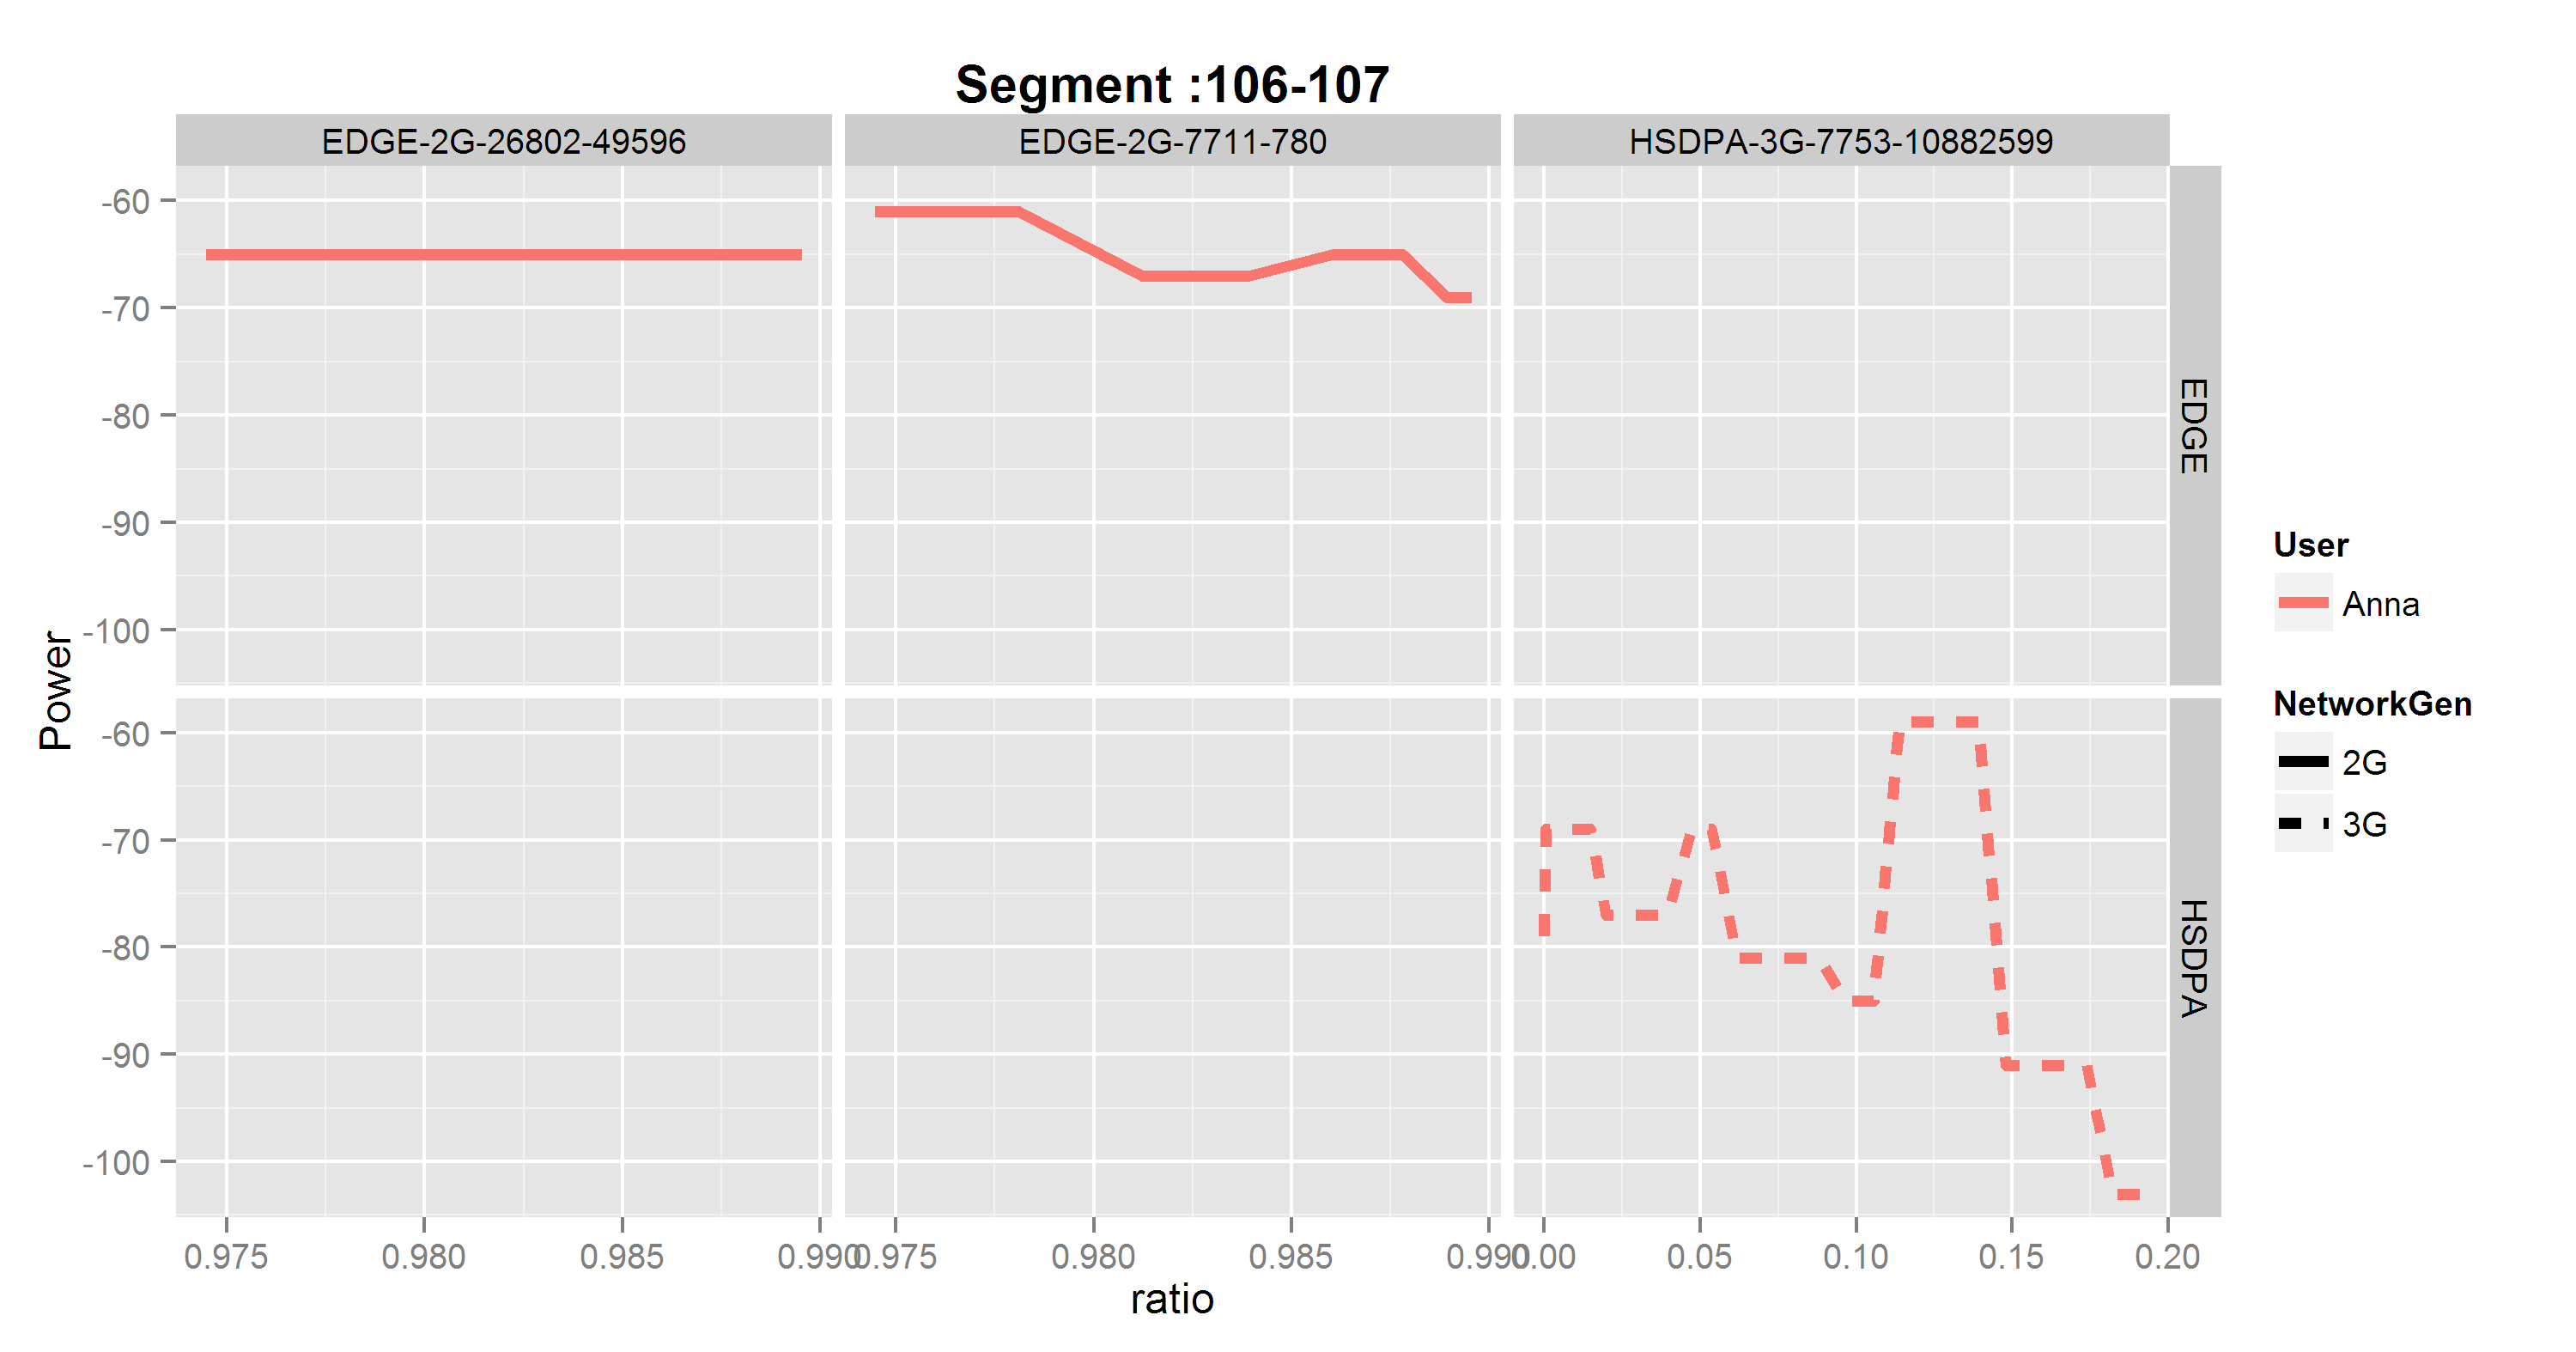 Segment :106-107
EDGE-2G-26802-49596
EDGE-2G-7711-780
HSDPA-3G-7753-10882599
-60
-70
-80
-90
-100
EDGE
Power
-60
-70
-80
-90
-100
HSDPA
0.975
0.980
0.985
0.990
0.975
0.980
0.985
0.990
0.00
0.05
0.10
0.15
0.20
ratio
User
Anna
NetworkGen
2G
3G